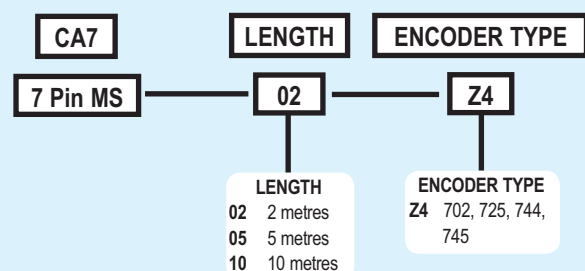 CA7 LENGTH ENCODER TYPE
7 Pin MS 02 Z4
LENGTH
02 2 metres
05 5 metres
10 10 metres
ENCODER TYPE
Z4 702, 725, 744,
745